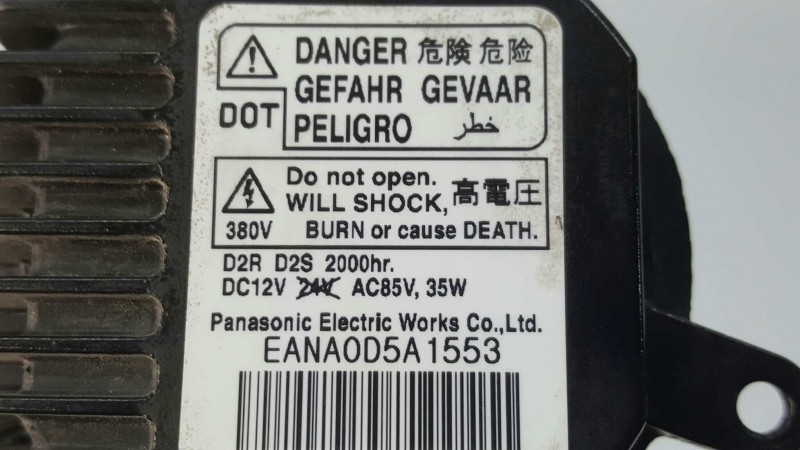 DANGER 危険 危险
GEFAHR GEVAAR
DOT PELIGRO خطر
Do not open.
WILL SHOCK, 高電圧
380V BURN or cause DEATH.
D2R D2S 2000hr.
DC12V 24V AC85V, 35W
Panasonic Electric Works Co.,Ltd.
EANA0D5A1553